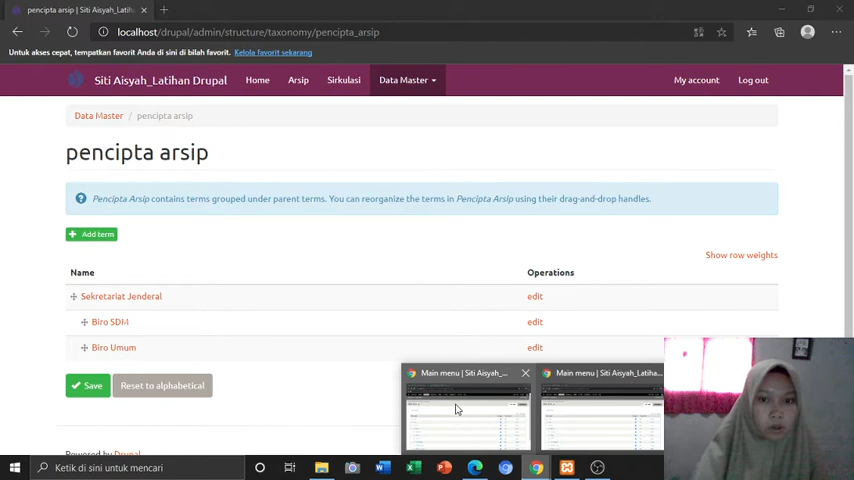 pencipta arsip | Siti Aisyah_Latihan
localhost/drupal/admin/structure/taxonomy/pencipta_arsip
Untuk akses cepat, tempatkan favorit Anda di sini di bilah favorit. Kelola favorit sekarang
Siti Aisyah_Latihan Drupal Home Arsip Sirkulasi Data Master My account Log out
Data Master / pencipta arsip
pencipta arsip
Pencipta Arsip contains terms grouped under parent terms. You can reorganize the terms in Pencipta Arsip using their drag-and-drop handles.
Add term
Show row weights
Name Operations
Sekretariat Jenderal edit
Biro SDM edit
Biro Umum edit
Main menu | Siti Aisyah_... Main menu | Siti Aisyah_Latiha
Save Reset to alphabetical
Powered by Drupal
Ketik di sini untuk mencari